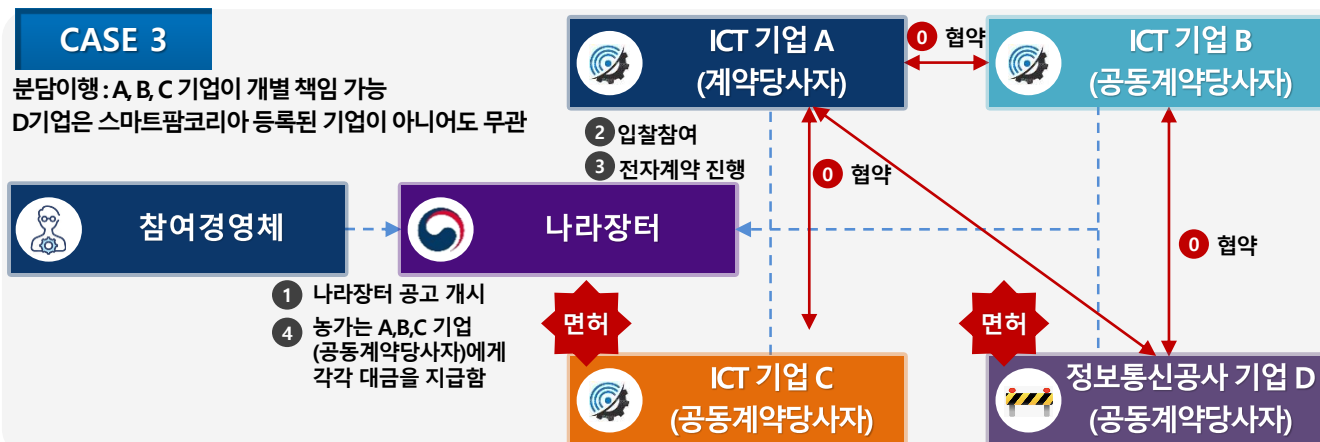 CASE 3
분담이행 : A, B, C 기업이 개별 책임 가능
D기업은 스마트팜코리아 등록된 기업이 아니어도 무관
ICT 기업 A
(계약당사자)
0 협약
ICT 기업 B
(공동계약당사자)
2 입찰참여
3 전자계약 진행
0 협약
참여경영체
나라장터
0 협약
1 나라장터 공고 개시
4 농가는 A,B,C 기업
(공동계약당사자)에게
각각 대금을 지급함
면허
면허
ICT 기업 C
(공동계약당사자)
정보통신공사 기업 D
(공동계약당사자)